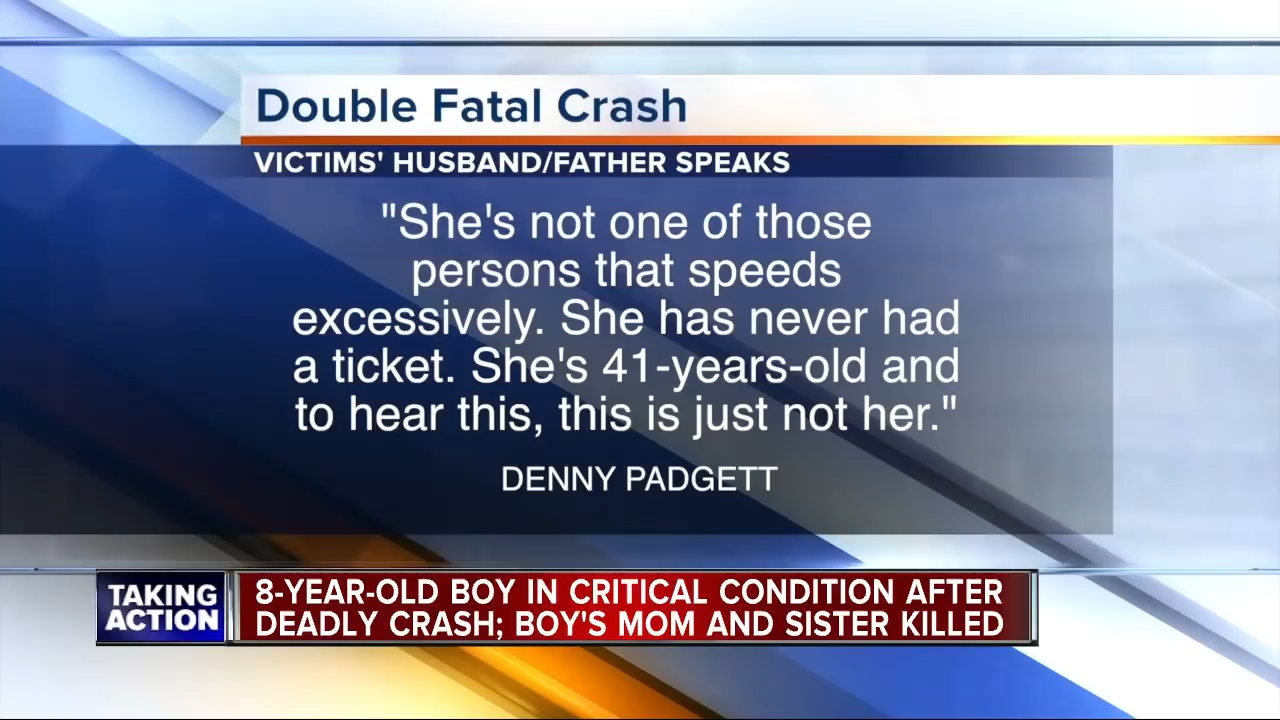 Double Fatal Crash
VICTIMS' HUSBAND/FATHER SPEAKS
"She's not one of those
persons that speeds
excessively. She has never had
a ticket. She's 41-years-old and
to hear this, this is just not her."
DENNY PADGETT
TAKING
ACTION
8-YEAR-OLD BOY IN CRITICAL CONDITION AFTER
DEADLY CRASH; BOY'S MOM AND SISTER KILLED